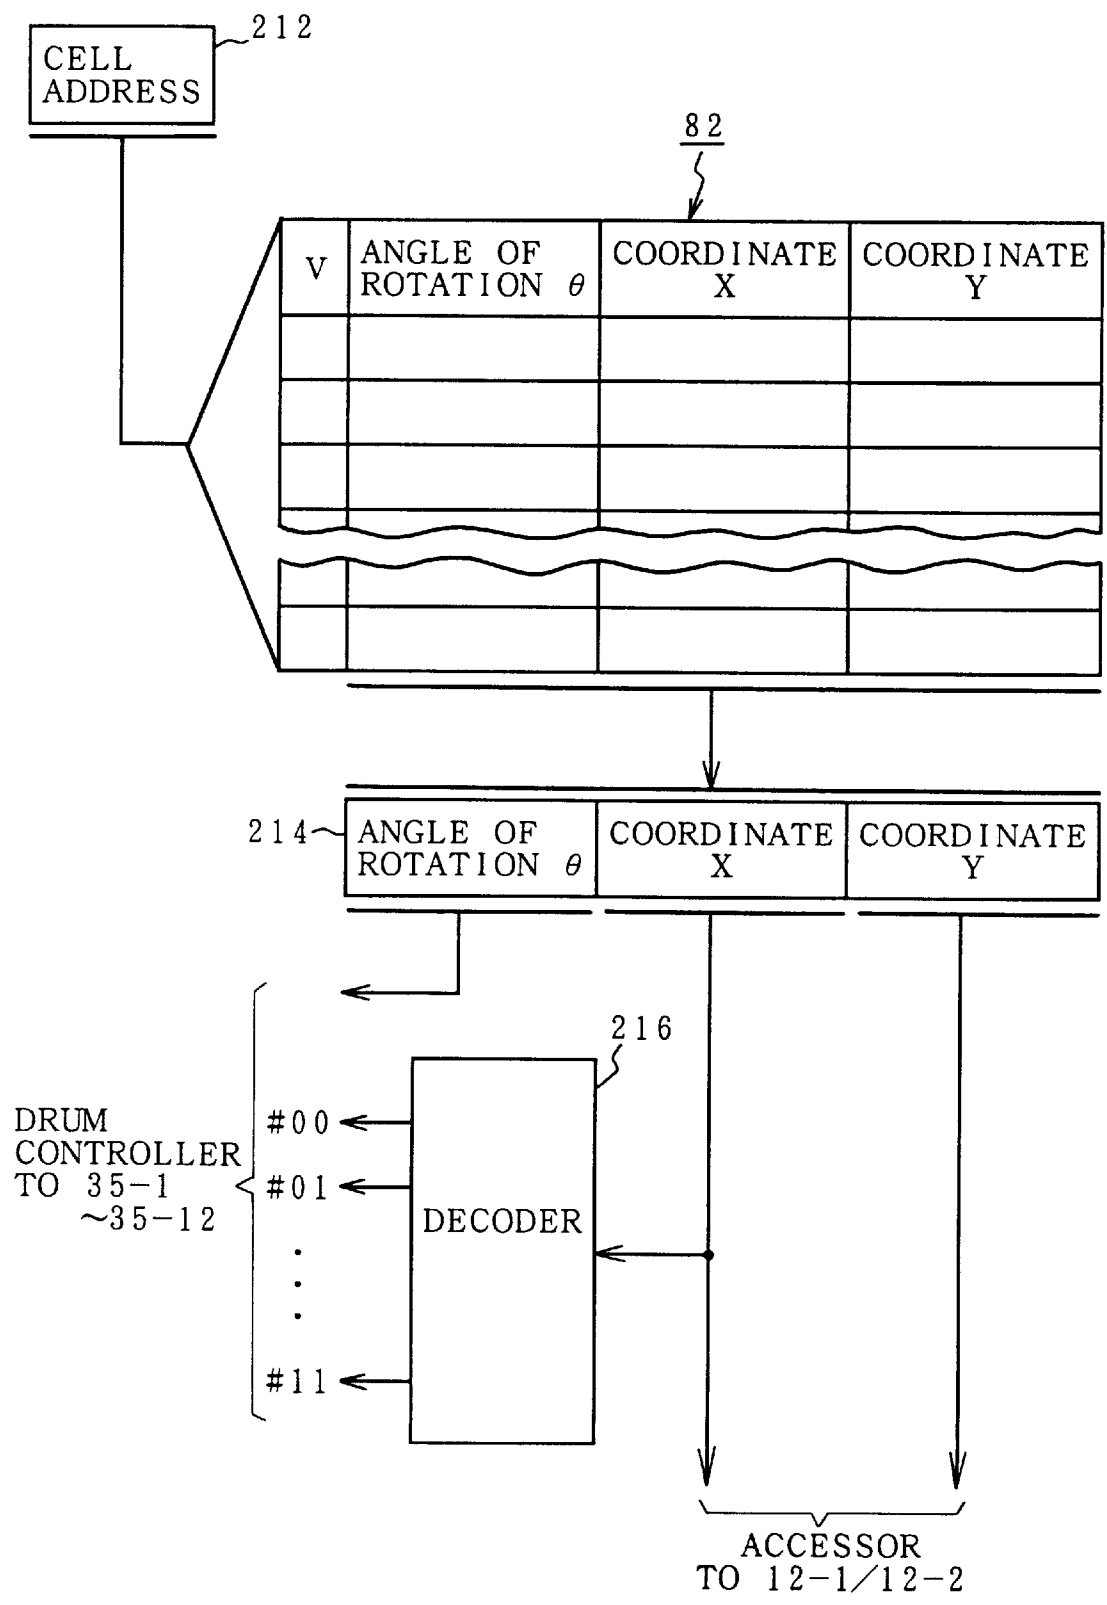 212
CELL
ADDRESS
82
V
ANGLE OF
ROTATION θ
COORDINATE
X
COORDINATE
Y
214
ANGLE OF
ROTATION θ
COORDINATE
X
COORDINATE
Y
216
DRUM
CONTROLLER
TO 35-1
~35-12
#00
#01
#11
DECODER
ACCESSOR
TO 12-1/12-2